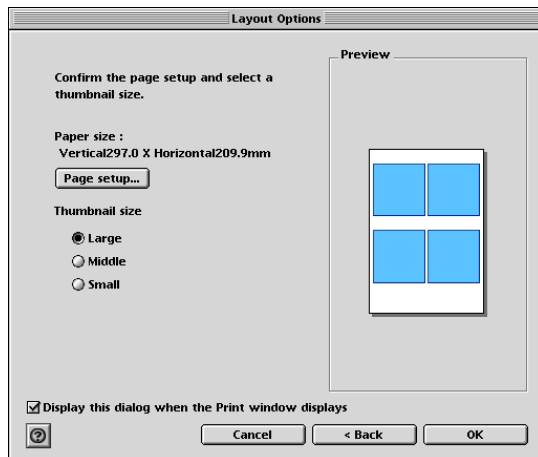 Layout Options
Confirm the page setup and select a
thumbnail size.
Paper size :
Vertical297.0 X Horizontal209.9mm
Page setup...
Thumbnail size
Large
Middle
Small
Preview
Display this dialog when the Print window displays
?
Cancel
< Back
OK